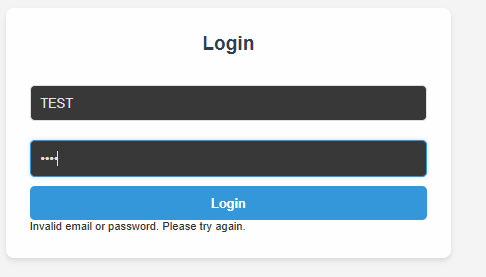 Login
TEST
••••
Login
Invalid email or password. Please try again.